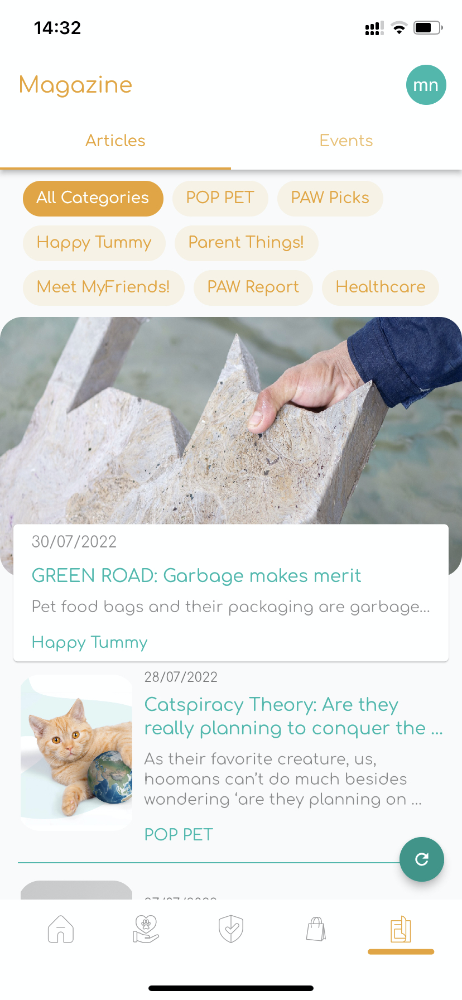 14:32
Magazine
mn
Articles
Events
All Categories
POP PET
PAW Picks
Happy Tummy
Parent Things!
Meet MyFriends!
PAW Report
Healthcare
30/07/2022
GREEN ROAD: Garbage makes merit
Pet food bags and their packaging are garbage...
Happy Tummy
28/07/2022
Catspiracy Theory: Are they
really planning to conquer the ...
As their favorite creature, us,
hoomans can't do much besides
wondering ‘are they planning on ...
POP PET